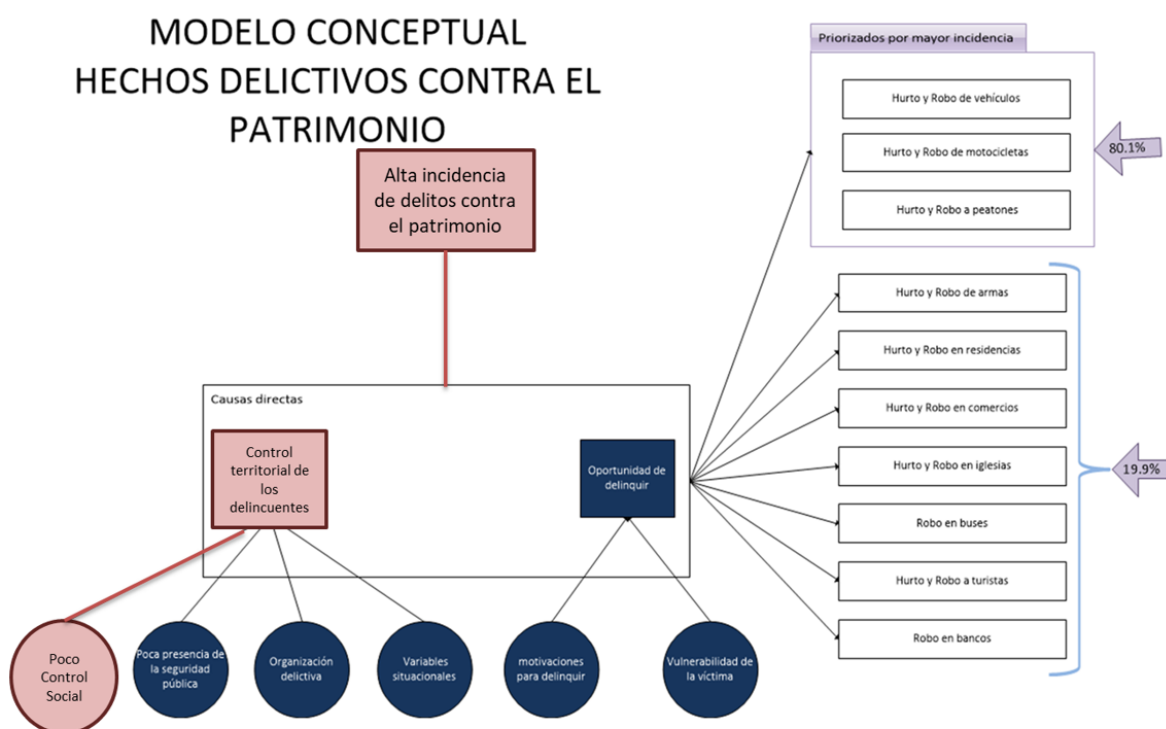 MODELO CONCEPTUAL
HECHOS DELICTIVOS CONTRA EL
PATRIMONIO
Alta incidencia
de delitos contra
el patrimonio
Priorizados por mayor incidencia
Hurto y Robo de vehículos
Hurto y Robo de motocicletas
Hurto y Robo a peatones
80.1%
Causas directas
Control
territorial de
los
delincuentes
Oportunidad de
delinquir
Hurto y Robo de armas
Hurto y Robo en residencias
Hurto y Robo en comercios
Hurto y Robo en iglesias
Robo en buses
Hurto y Robo a turistas
Robo en bancos
19.9%
Poco
Control
Social
Poca presencia de
la seguridad
pública
Organización
delictiva
Variables
situacionales
motivaciones
para delinquir
Vulnerabilidad de
la víctima